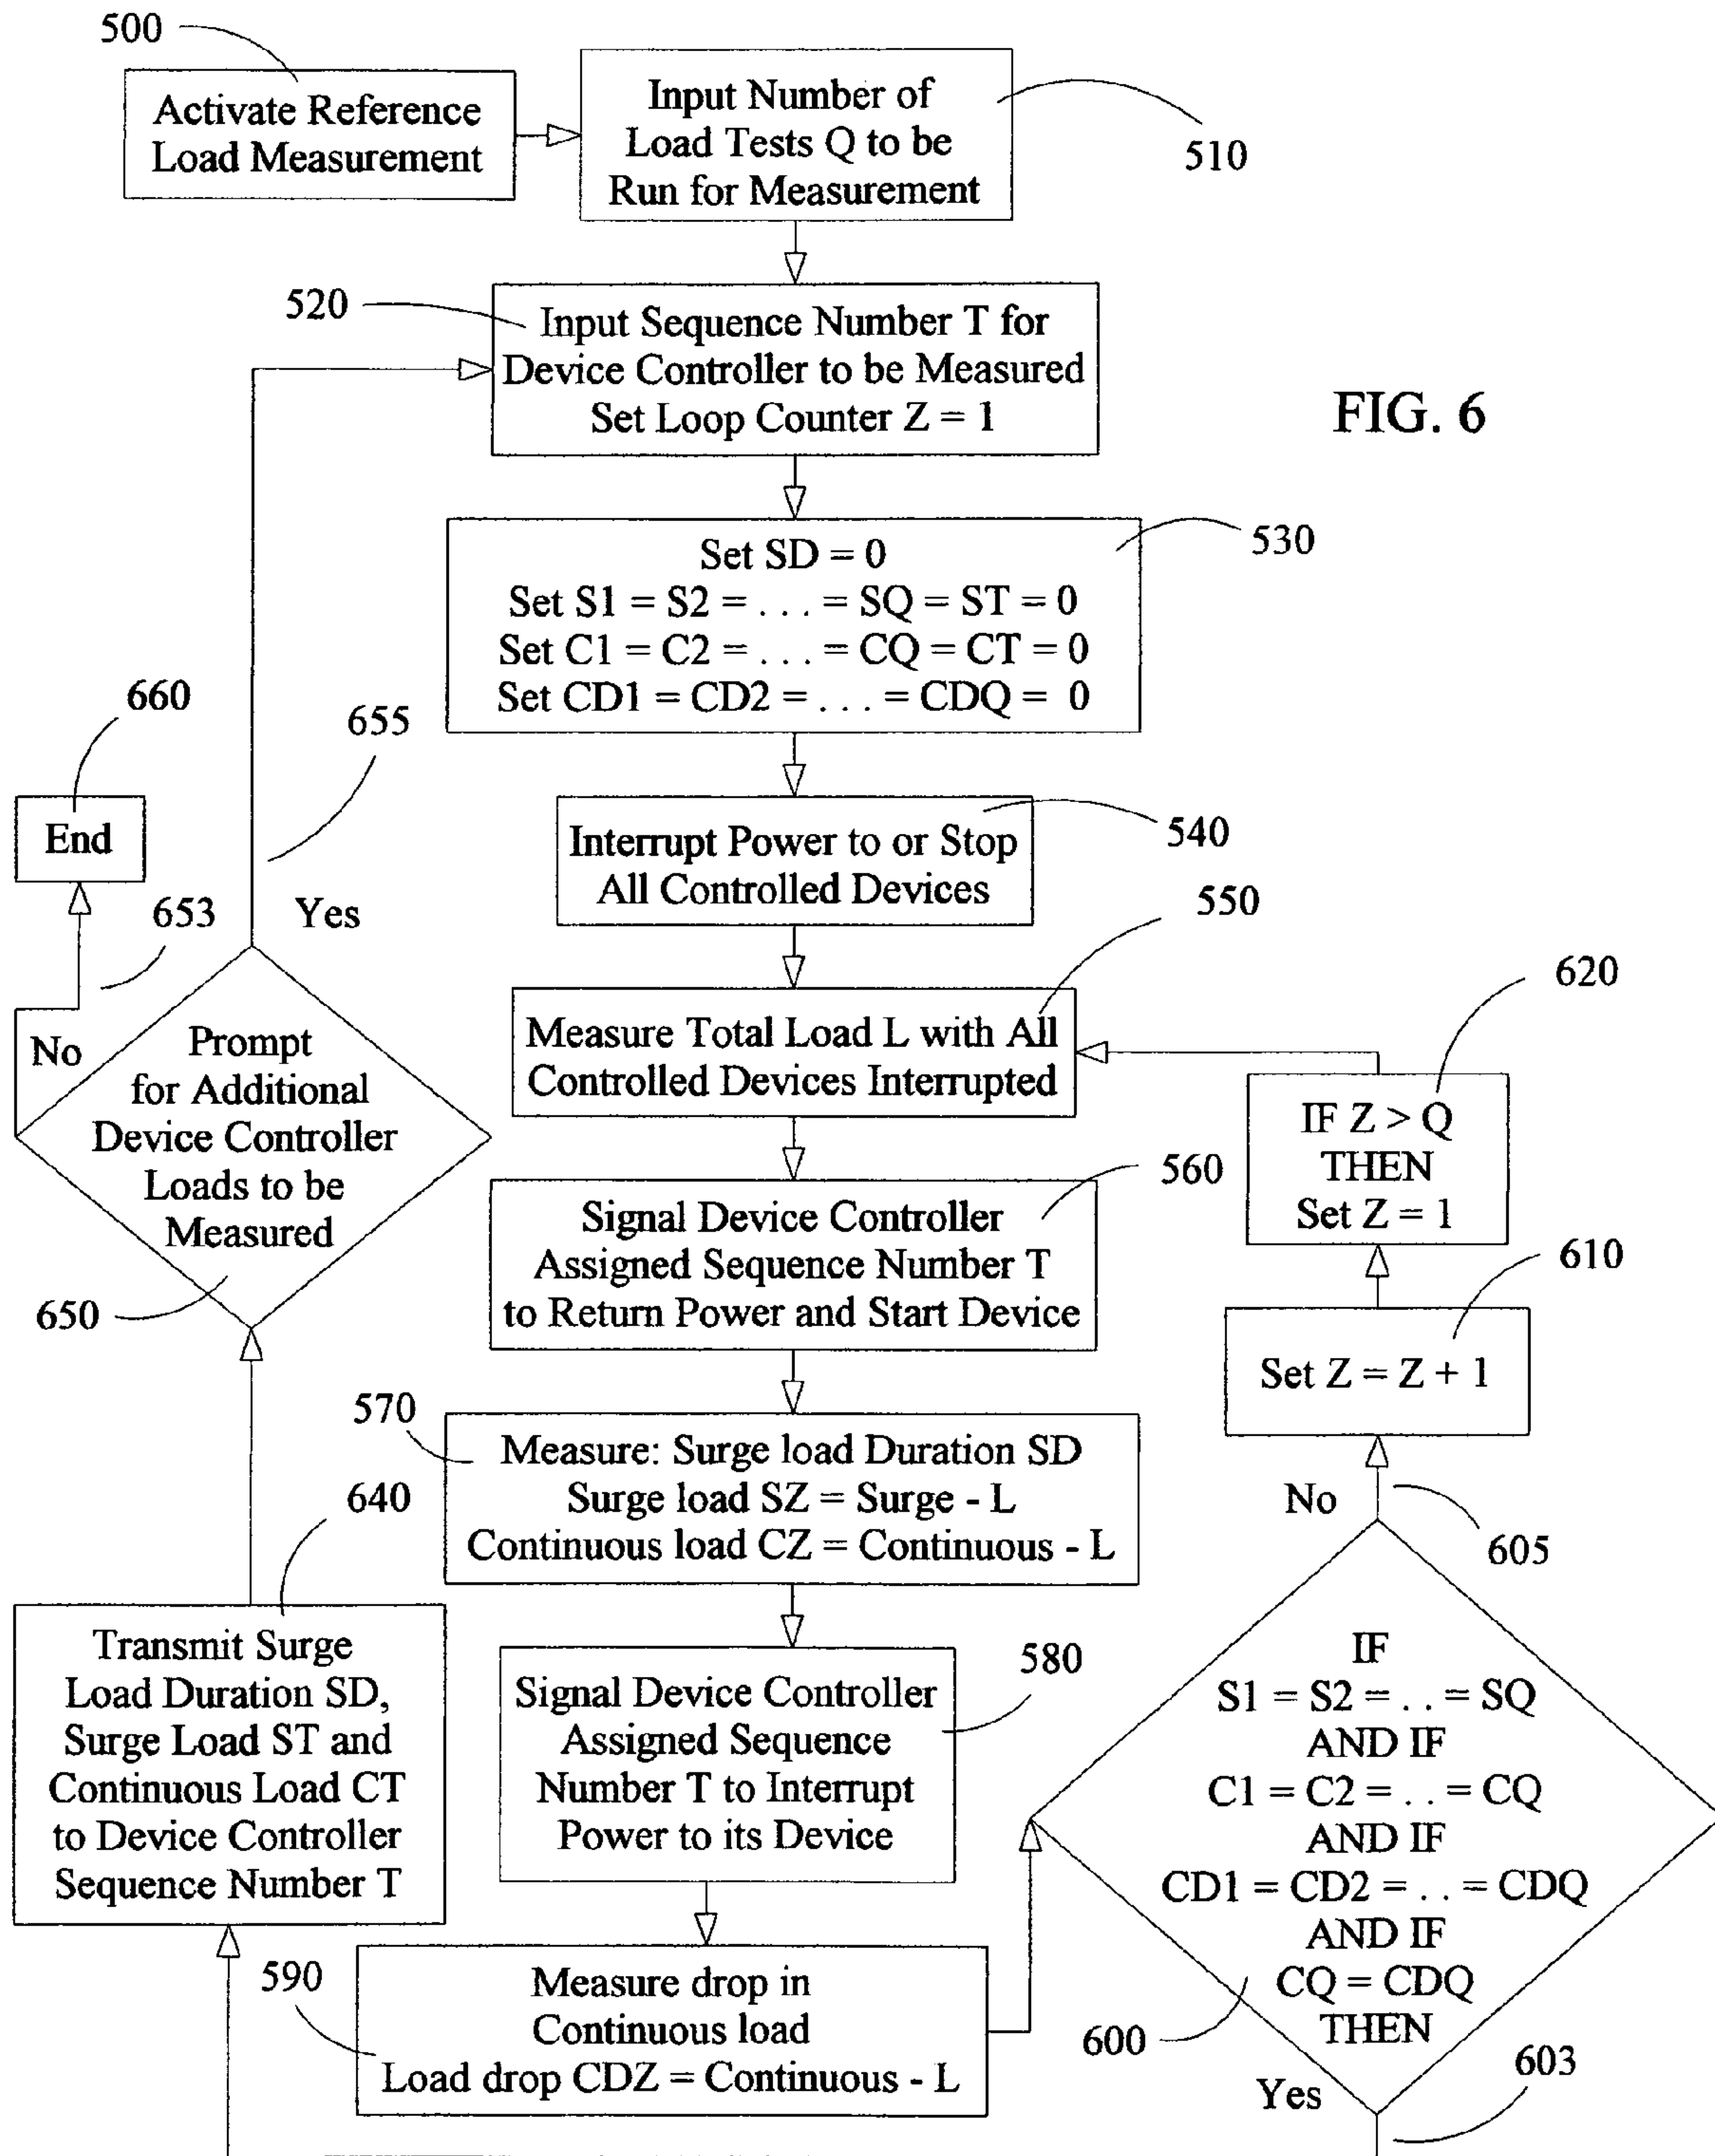 500
Activate Reference
Load Measurement
Input Number of
Load Tests Q to be
Run for Measurement
510
520
Input Sequence Number T for
Device Controller to be Measured
Set Loop Counter Z = 1
FIG. 6
Set SD = 0
Set S1 = S2 = . . . = SQ = ST = 0
Set C1 = C2 = . . . = CQ = CT = 0
Set CD1 = CD2 = . . . = CDQ = 0
530
660
End
655
653
Yes
No
Interrupt Power to or Stop
All Controlled Devices
540
550
Measure Total Load L with All
Controlled Devices Interrupted
620
IF Z > Q
THEN
Set Z = 1
Prompt
for Additional
Device Controller
Loads to be
Measured
650
560
Signal Device Controller
Assigned Sequence Number T
to Return Power and Start Device
610
Set Z = Z + 1
570
Measure: Surge load Duration SD
Surge load SZ = Surge - L
Continuous load CZ = Continuous - L
No
605
640
Transmit Surge
Load Duration SD,
Surge Load ST and
Continuous Load CT
to Device Controller
Sequence Number T
580
Signal Device Controller
Assigned Sequence
Number T to Interrupt
Power to its Device
IF
S1 = S2 = . . = SQ
AND IF
C1 = C2 = . . = CQ
AND IF
CD1 = CD2 = . . = CDQ
AND IF
CQ = CDQ
THEN
590
Measure drop in
Continuous load
Load drop CDZ = Continuous - L
600
603
Yes